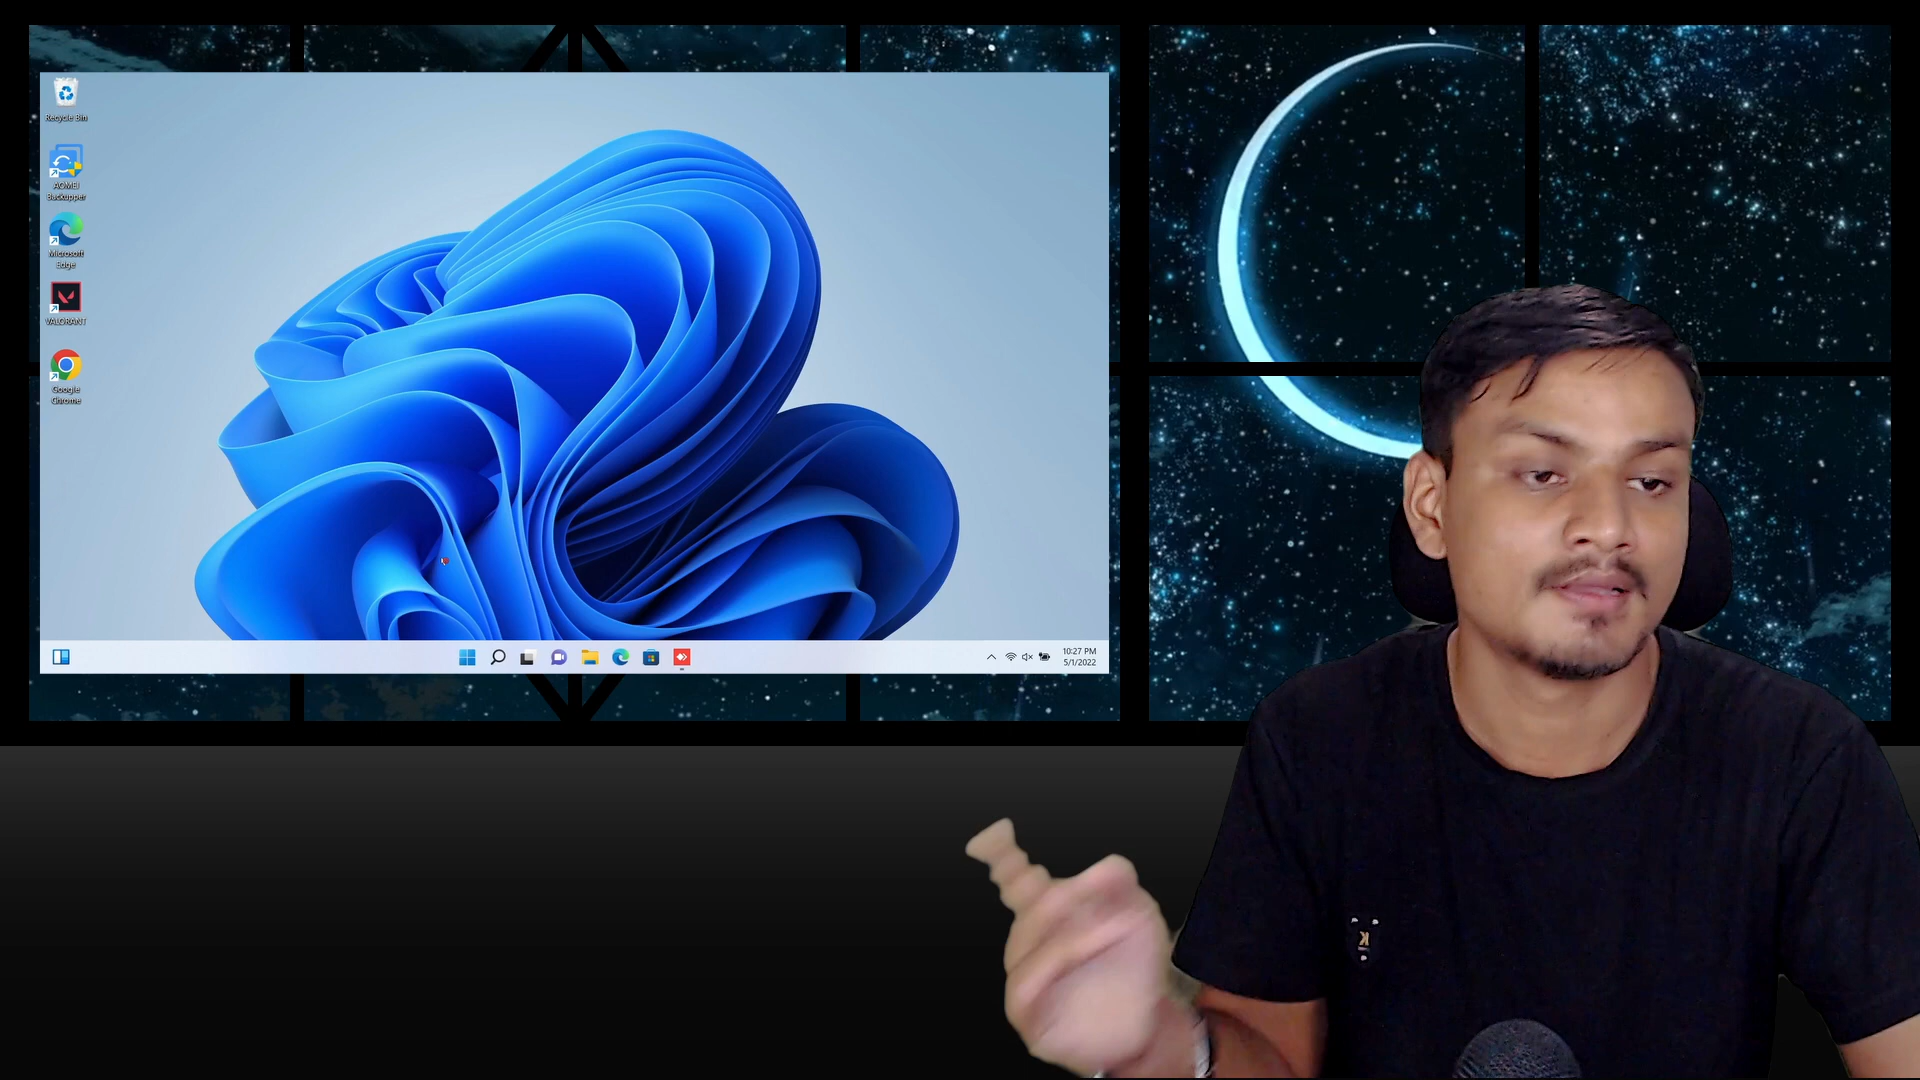 Recycle Bin
AOMEI
Backupper
Microsoft
Edge
VALORANT
Google
Chrome
10:27 PM
5/1/2022
K